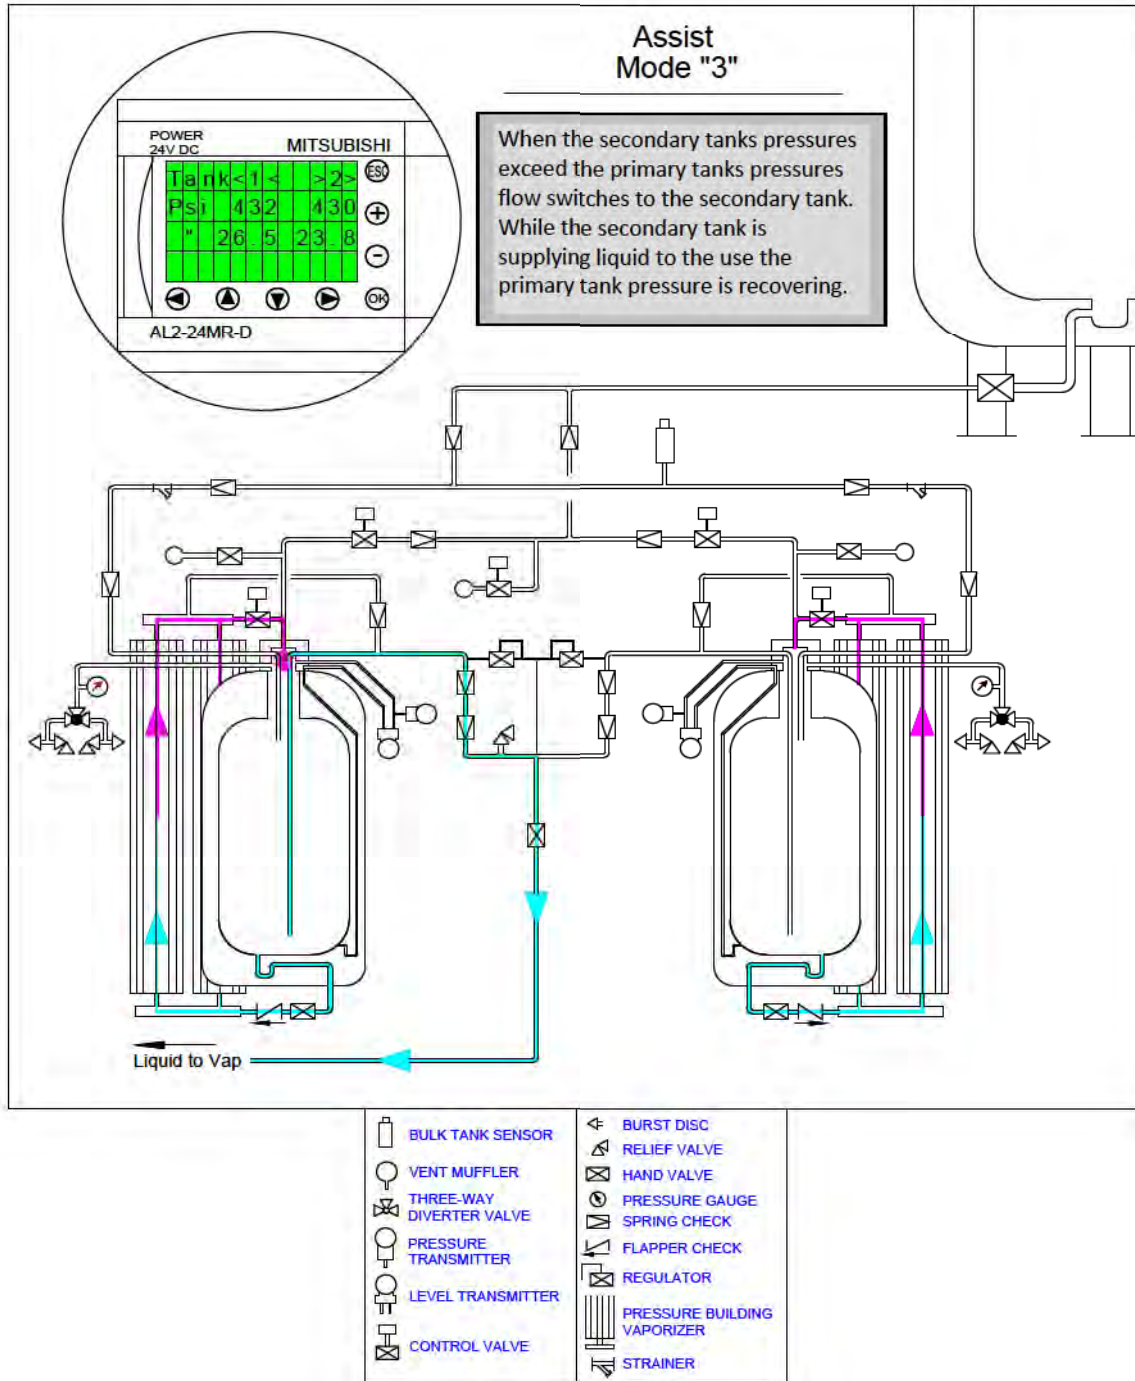 Assist
Mode "3"
POWER
24V DC
MITSUBISHI
ESC
Tank<1< >2>
Psi 432 430
" 26.5 23.8
+
-
OK
AL2-24MR-D
When the secondary tanks pressures
exceed the primary tanks pressures
flow switches to the secondary tank.
While the secondary tank is
supplying liquid to the use the
primary tank pressure is recovering.
Liquid to Vap
BULK TANK SENSOR
VENT MUFFLER
THREE-WAY
DIVERTER VALVE
PRESSURE
TRANSMITTER
LEVEL TRANSMITTER
CONTROL VALVE
BURST DISC
RELIEF VALVE
HAND VALVE
PRESSURE GAUGE
SPRING CHECK
FLAPPER CHECK
REGULATOR
PRESSURE BUILDING
VAPORIZER
STRAINER